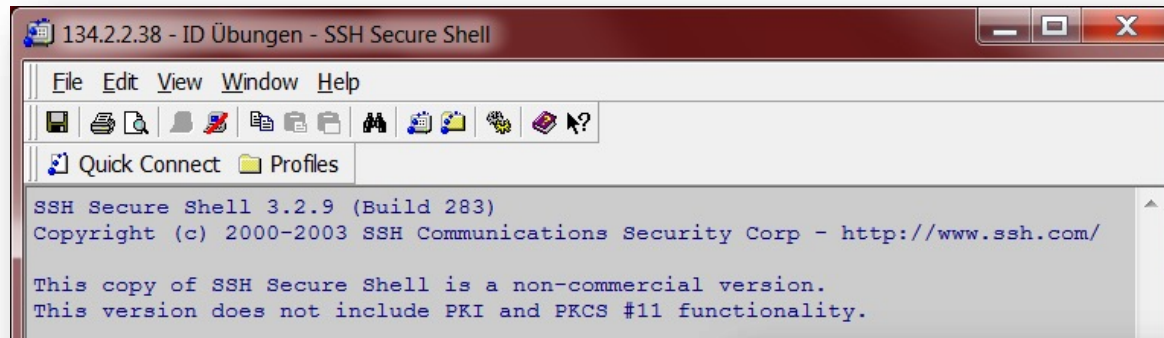 134.2.2.38 - ID Übungen - SSH Secure Shell
File Edit View Window Help
Quick Connect Profiles
SSH Secure Shell 3.2.9 (Build 283)
Copyright (c) 2000-2003 SSH Communications Security Corp - http://www.ssh.com/
This copy of SSH Secure Shell is a non-commercial version.
This version does not include PKI and PKCS #11 functionality.